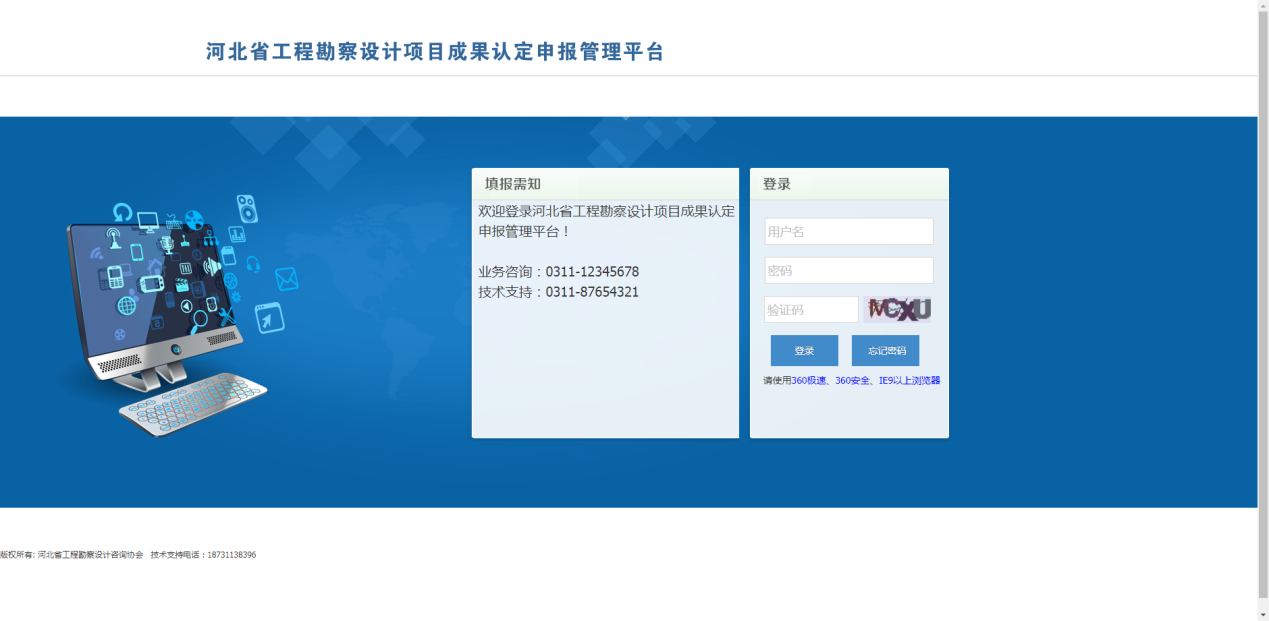 河北省工程勘察设计项目成果认定申报管理平台
填报需知
欢迎登录河北省工程勘察设计项目成果认定
申报管理平台！
业务咨询：0311-12345678
技术支持：0311-87654321
登录
用户名
密码
验证码
登录 忘记密码
请使用360极速、360安全、IE9以上浏览器
版权所有: 河北省工程勘察设计咨询协会 技术支持电话：18731138396